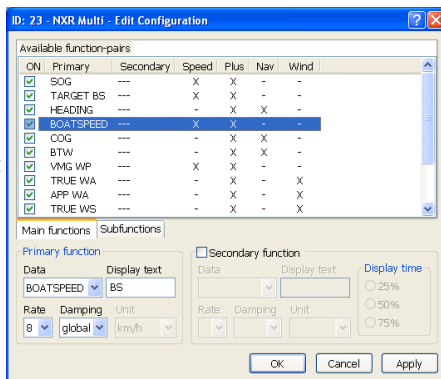 ID: 23 - NXR Multi - Edit Configuration
Available function-pairs
ON Primary Secondary Speed Plus Nav Wind
SOG --- X X - -
TARGET BS --- X X - -
HEADING --- - X X -
BOATSPEED --- X X - -
COG --- - X X -
BTW --- - X X -
VMG WP --- X X - -
TRUE WA --- - X - X
APP WA --- - X - X
TRUE WS --- - X - X
Main functions Subfunctions
Primary function
Data Display text
BOATSPEED BS
Rate Damping Unit
8 global km/h
Secondary function
Data Display text
Rate Damping Unit
Display time
25%
50%
75%
OK Cancel Apply